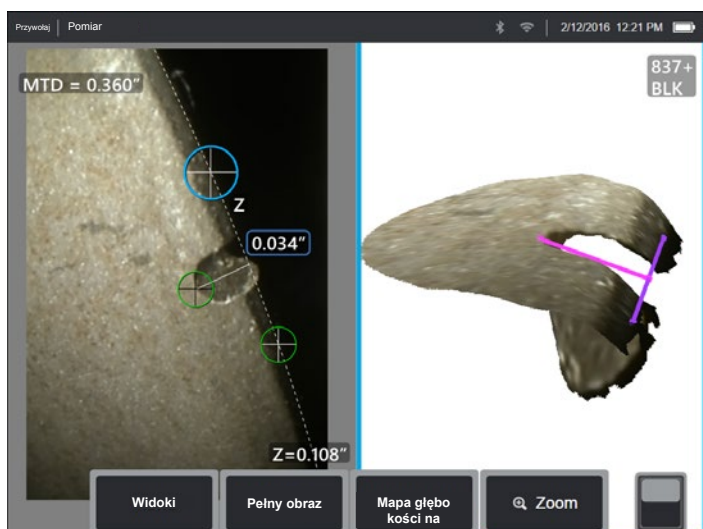 Przywołaj | Pomiar
2/12/2016 12:21 PM
MTD = 0.360"
837+
BLK
Z
0.034"
Z=0.108"
Widoki
Pełny obraz
Mapa głębo
kości na
Zoom